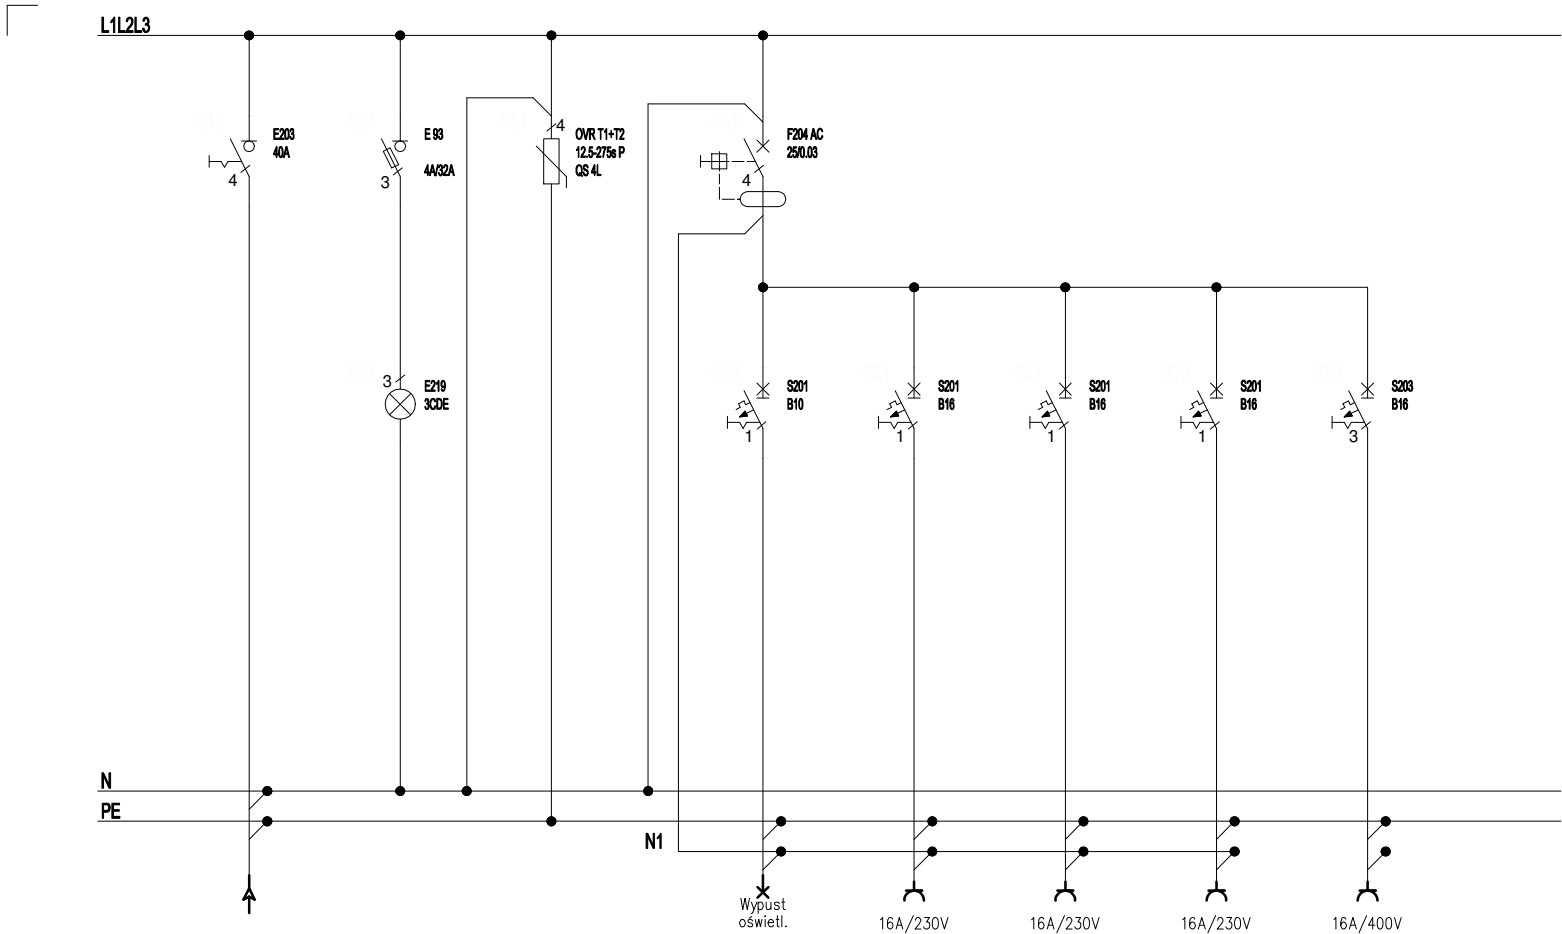 L1L2L3
E203
40A
4
E 93
4A/32A
3
4
OVR T1+T2
12.5-275s P
QS 4L
F204 AC
25/0.03
4
3
E219
3CDE
S201
B10
1
S201
B16
1
S201
B16
1
S201
B16
1
S203
B16
3
N
PE
N1
Wypust
oświetl.
16A/230V
16A/230V
16A/230V
16A/400V